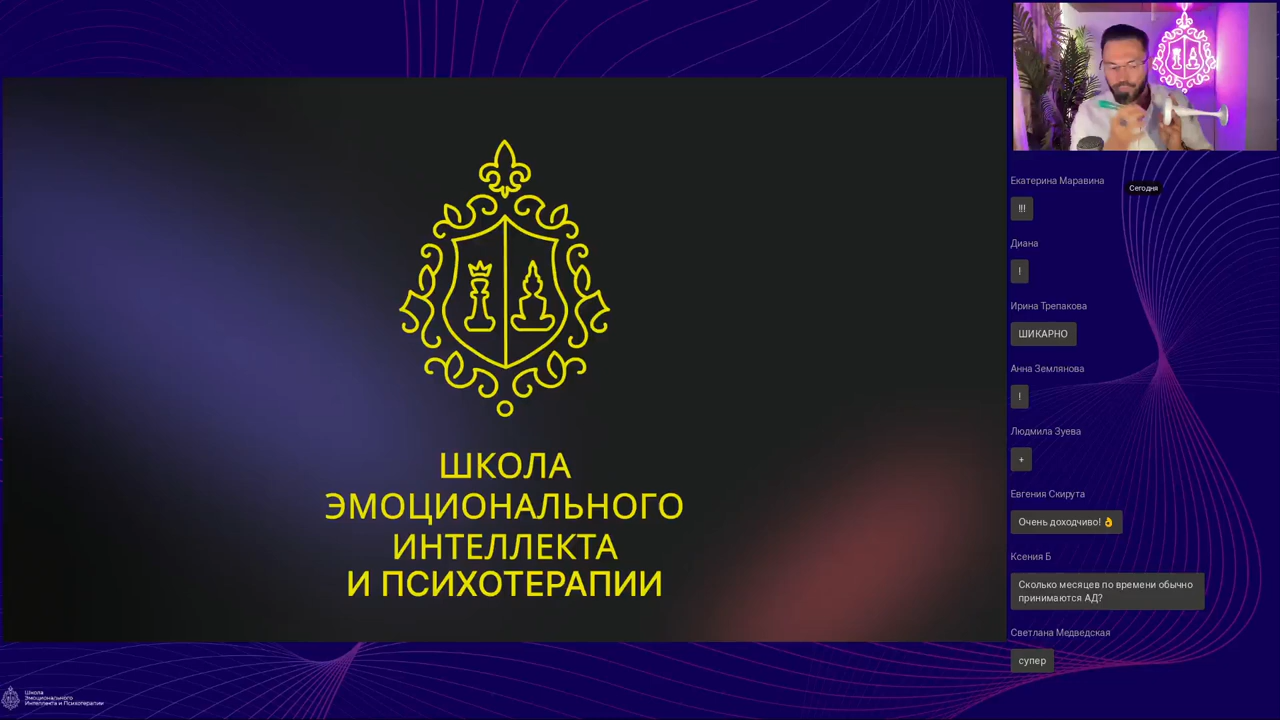 ШКОЛА
ЭМОЦИОНАЛЬНОГО
ИНТЕЛЛЕКТА
И ПСИХОТЕРАПИИ
Екатерина Маравина
Сегодня
!!!
Диана
!
Ирина Трепакова
ШИКАРНО
Анна Землянова
!
Людмила Зуева
+
Евгения Скирута
Очень доходчиво! 👌
Ксения Б
Сколько месяцев по времени обычно
принимаются АД?
Светлана Медведская
супер
Школа
Эмоционального
Интеллекта и Психотерапии